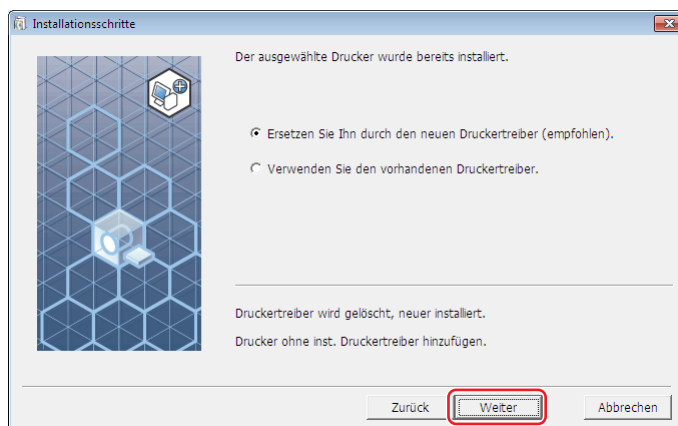 Installationsschritte
Der ausgewählte Drucker wurde bereits installiert.
Ersetzen Sie Ihn durch den neuen Druckertreiber (empfohlen).
Verwenden Sie den vorhandenen Druckertreiber.
Druckertreiber wird gelöscht, neuer installiert.
Drucker ohne inst. Druckertreiber hinzufügen.
Zurück Weiter Abbrechen